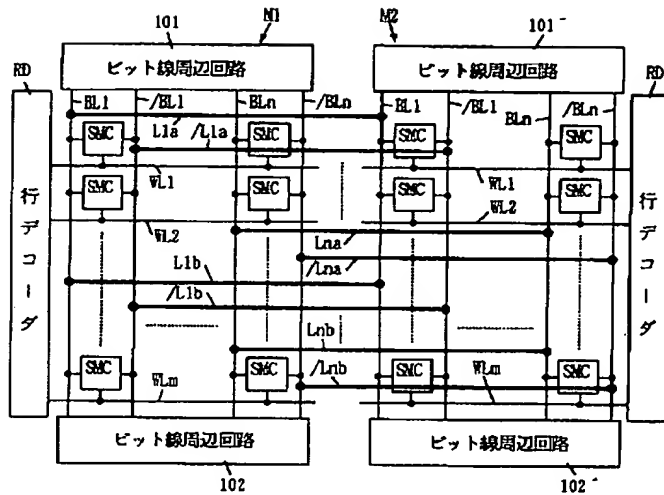 101 M1 M2 101´
RD ビット線周辺回路 ビット線周辺回路 RD
BL1 /BL1 BLn /BLn BL1 /BL1 BLn /BLn
L1a /L1a
SMC SMC SMC SMC
WL1 WL1
SMC SMC SMC SMC
WL2 WL2
行デコーダ 行デコーダ
Lna
/Lna
L1b
/L1b
Lnb
/Lnb
SMC SMC SMC SMC
WLm WLm
ビット線周辺回路 ビット線周辺回路
102 102´